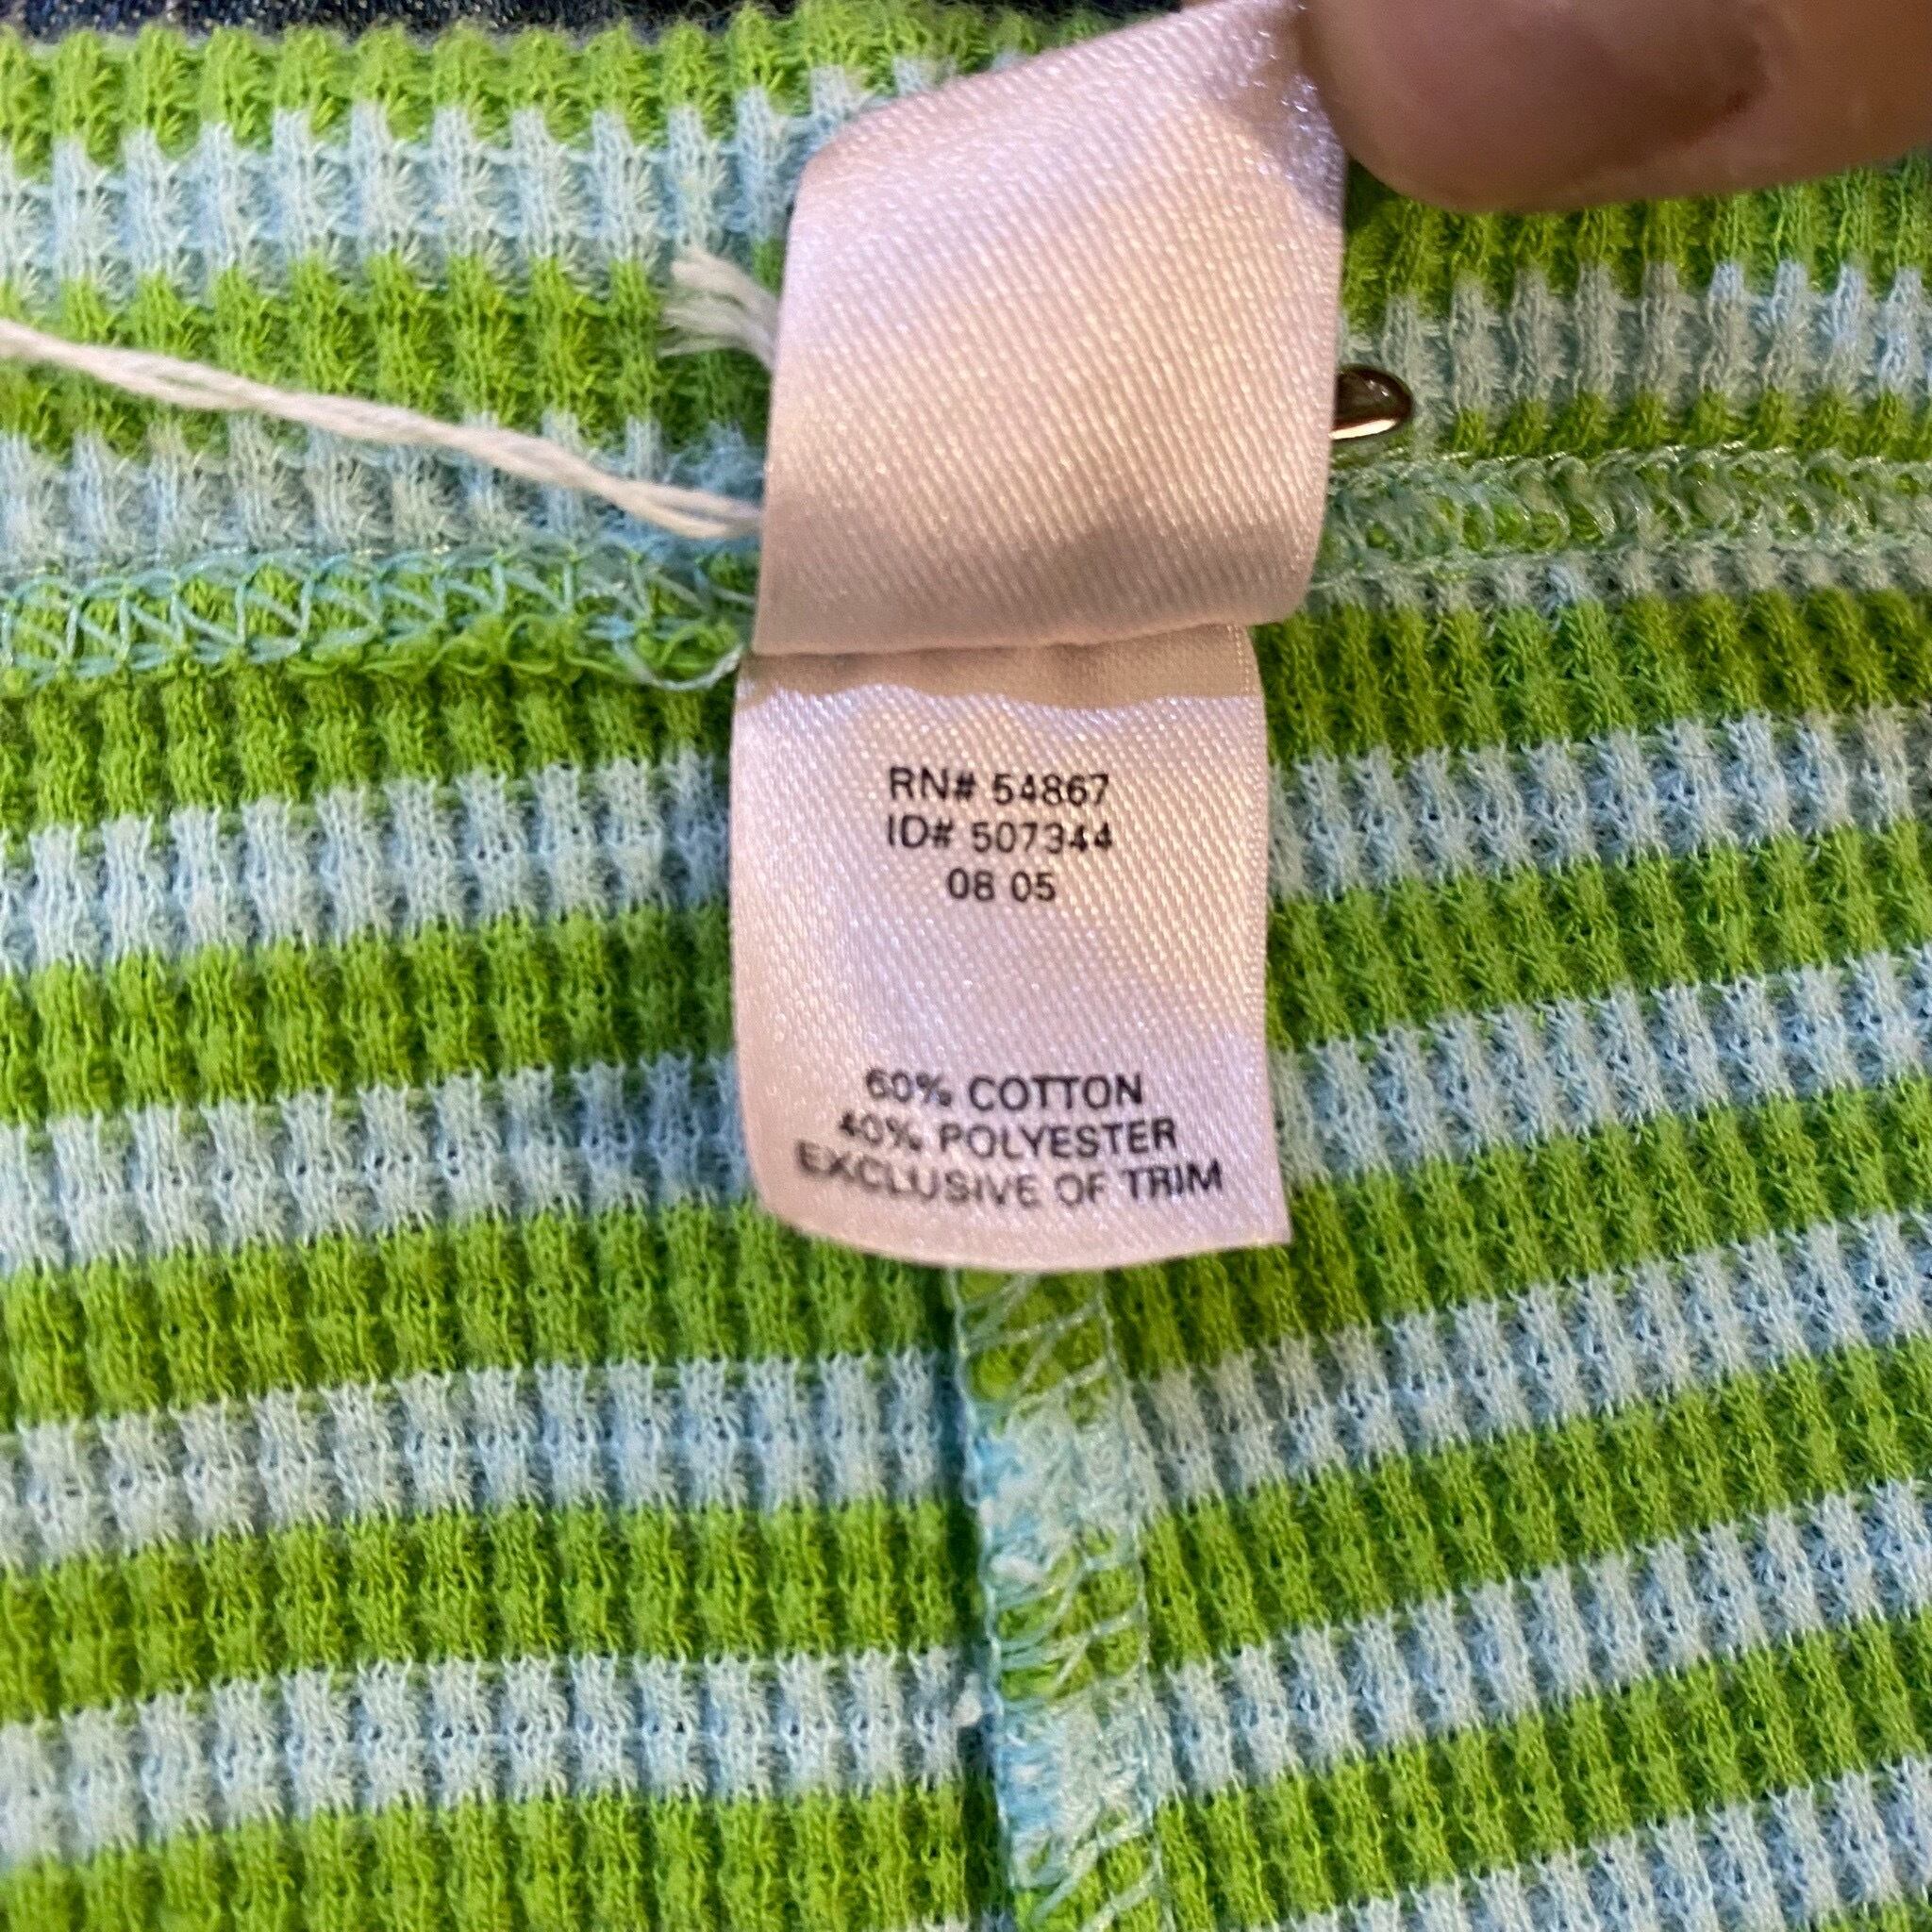 RN# 54867
ID# 507344
08 05
60% COTTON
40% POLYESTER
EXCLUSIVE OF TRIM